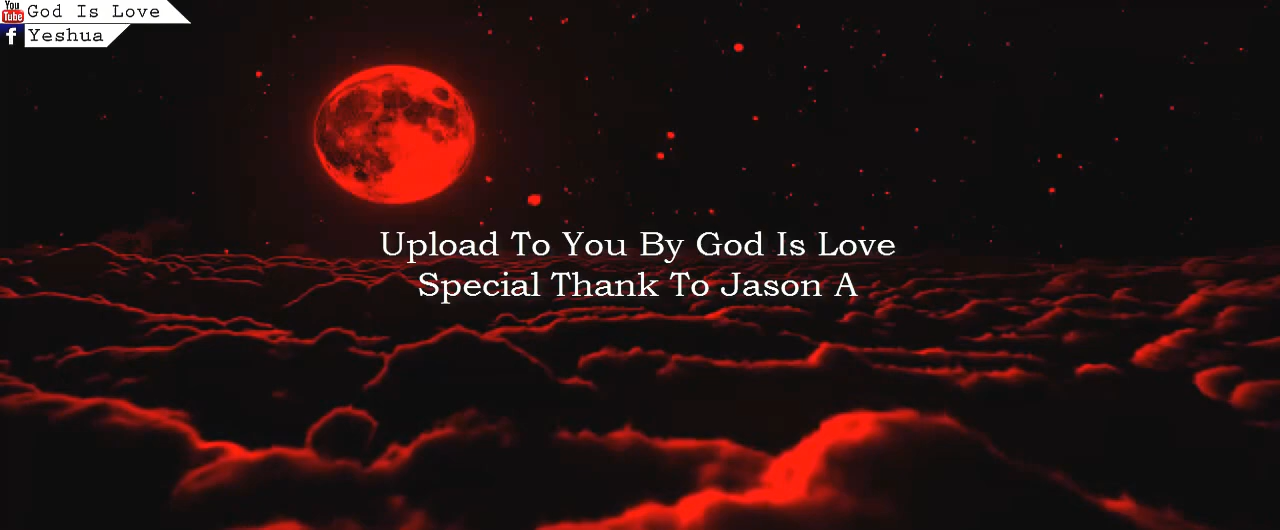 You Tube God Is Love
f Yeshua
Upload To You By God Is Love
Special Thank To Jason A